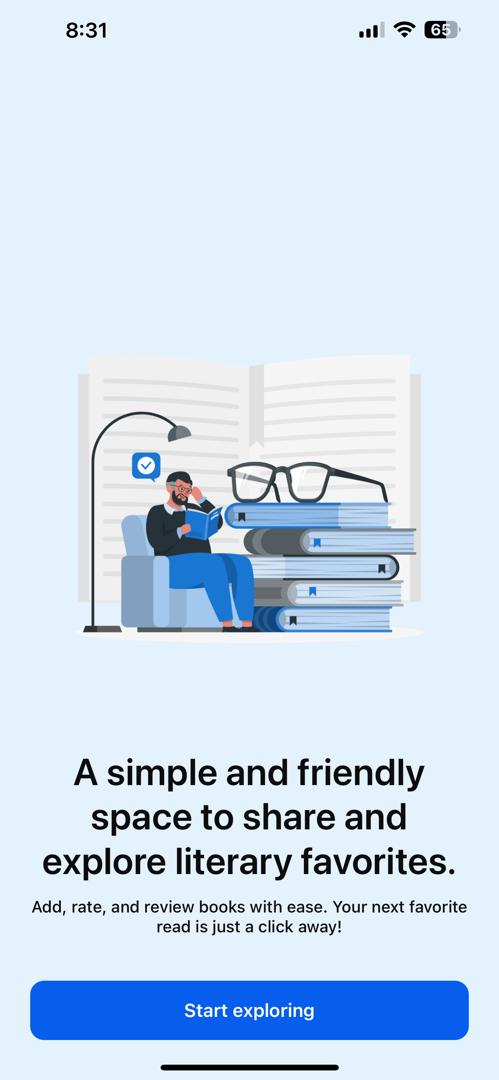 8:31
65
A simple and friendly
space to share and
explore literary favorites.
Add, rate, and review books with ease. Your next favorite
read is just a click away!
Start exploring